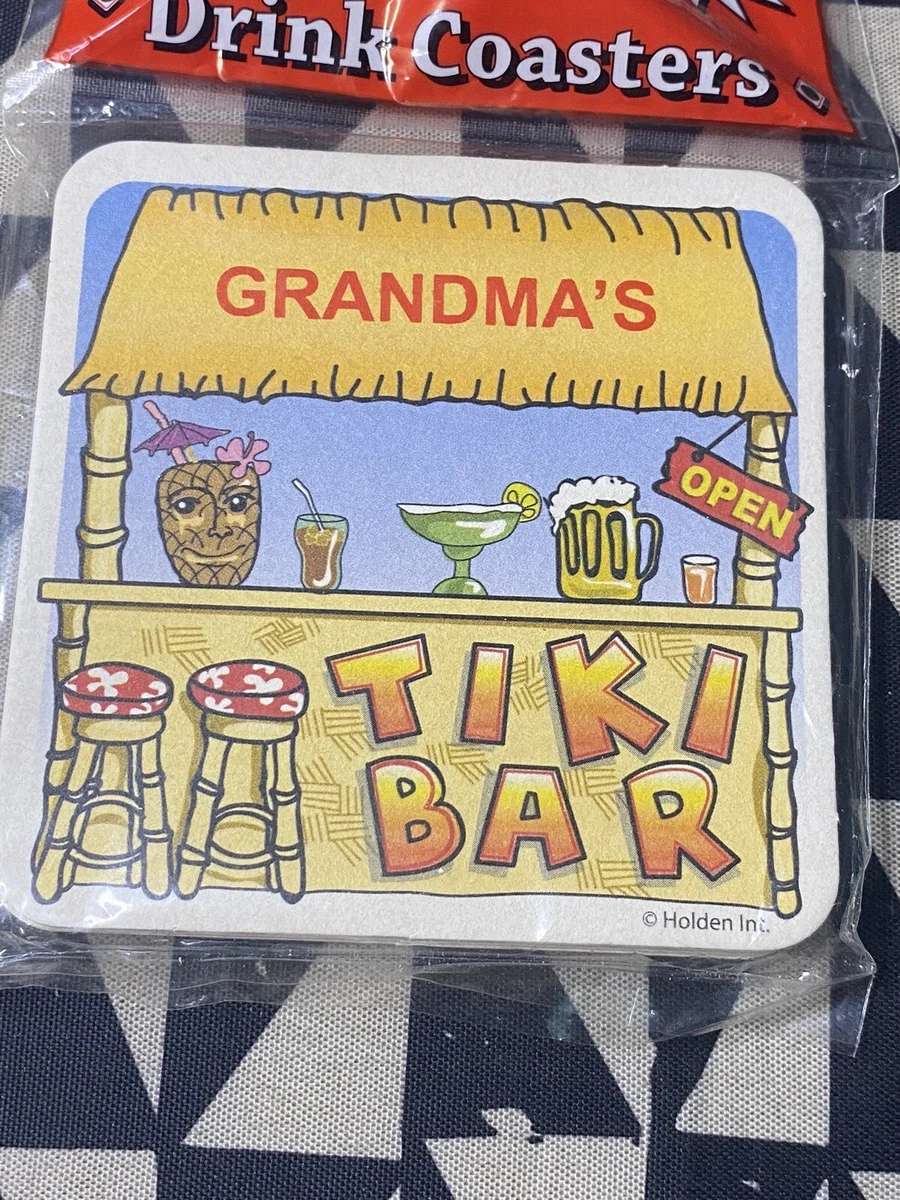 Drink Coasters
GRANDMA'S
OPEN
TIKI
BAR
© Holden Int.